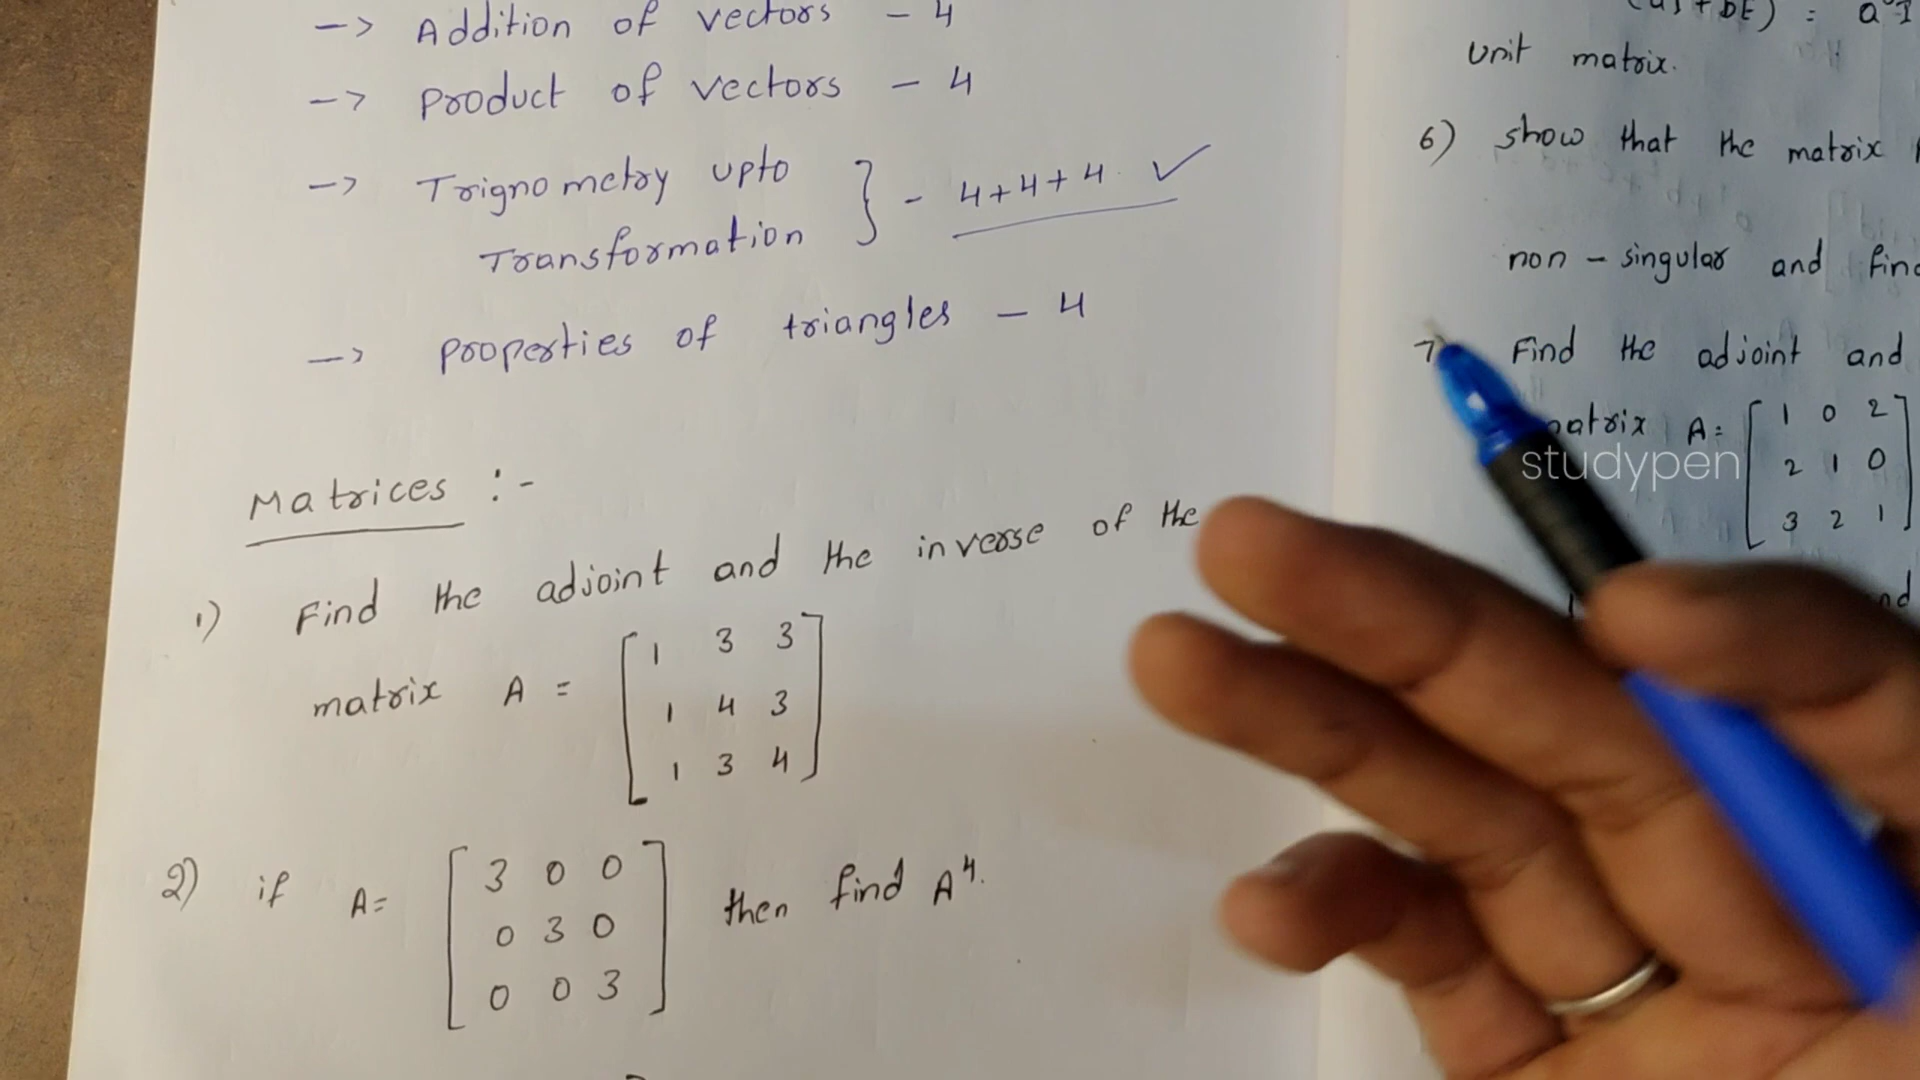 -> Addition of vectors - 4
-> product of vectors - 4
-> Trignometry upto
Transformation } - 4+4+4 ✓
-> properties of triangles - 4
Matrices :-
1) Find the adjoint and the inverse of the
matrix A = [ 1 3 3
1 4 3
1 3 4 ]
2) if A= [ 3 0 0
0 3 0
0 0 3 ] then find A⁴.
unit matrix.
6) show that the matrix
non - singular and find
7) Find the adjoint and
matrix A= [ 1 0 2
2 1 0
3 2 1 ]
studypen